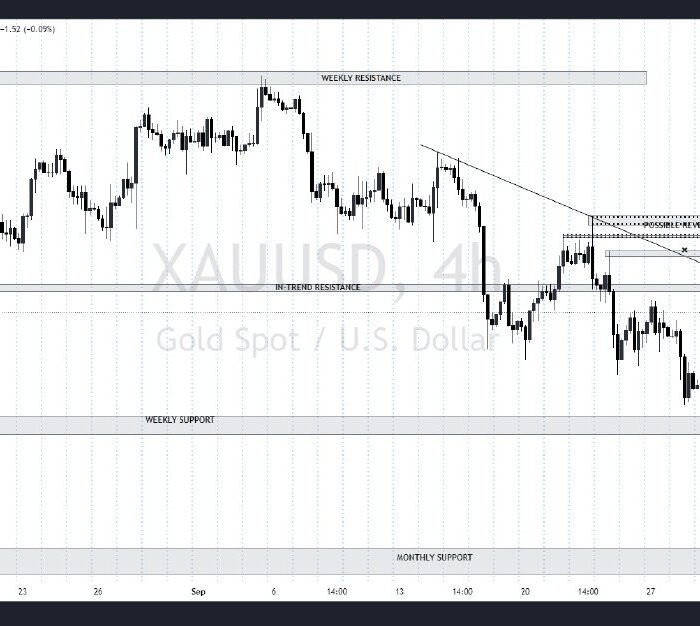 −1.52 (−0.09%)
WEEKLY RESISTANCE
POSSIBLE
XAUUSD, 4h
IN-TREND RESISTANCE
Gold Spot / U.S. Dollar
WEEKLY SUPPORT
MONTHLY SUPPORT
23 26 Sep 6 14:00 13 14:00 20 14:00 27